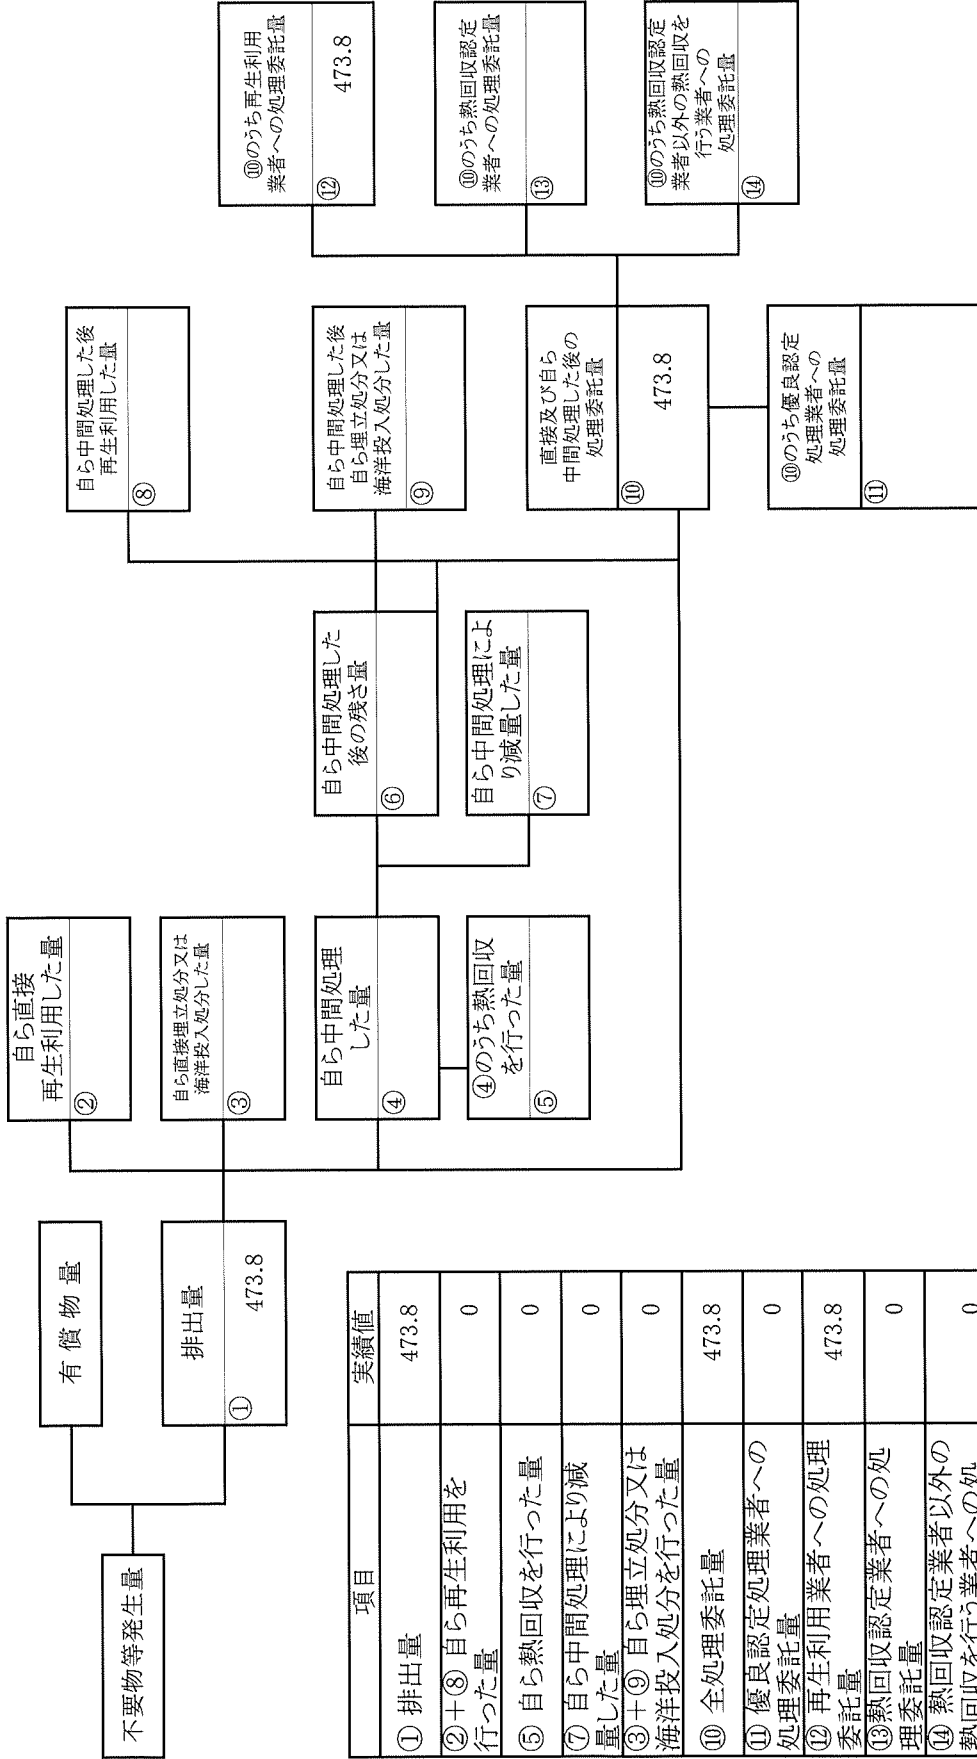 不要物等発生量
有償物量
排出量
①
473.8
自ら直接
再生利用した量
②
自ら直接埋立処分又は
海洋投入処分した量
③
自ら中間処理
した量
④
④のうち熱回収
を行った量
⑤
自ら中間処理した
後の残さ量
⑥
自ら中間処理によ
り減量した量
⑦
自ら中間処理した後
再生利用した量
⑧
自ら中間処理した後
自ら埋立処分又は
海洋投入処分した量
⑨
直接及び自ら
中間処理した後の
処理委託量
⑩
473.8
⑩のうち優良認定
処理業者への
処理委託量
⑪
⑩のうち再生利用
業者への処理委託量
⑫
473.8
⑩のうち熱回収認定
業者への処理委託量
⑬
⑩のうち熱回収認定
業者以外の熱回収を
行う業者への
処理委託量
⑭
項目 実績値
① 排出量 473.8
②+⑧ 自ら再生利用を
行った量 0
⑤ 自ら熱回収を行った量 0
⑦ 自ら中間処理により減
量した量 0
③+⑨ 自ら埋立処分又は
海洋投入処分を行った量 0
⑩ 全処理委託量 473.8
⑪ 優良認定処理業者への
処理委託量 0
⑫ 再生利用業者への処理
委託量 473.8
⑬熱回収認定業者への処
理委託量 0
⑭ 熱回収認定業者以外の
熱回収を行う業者への処 0